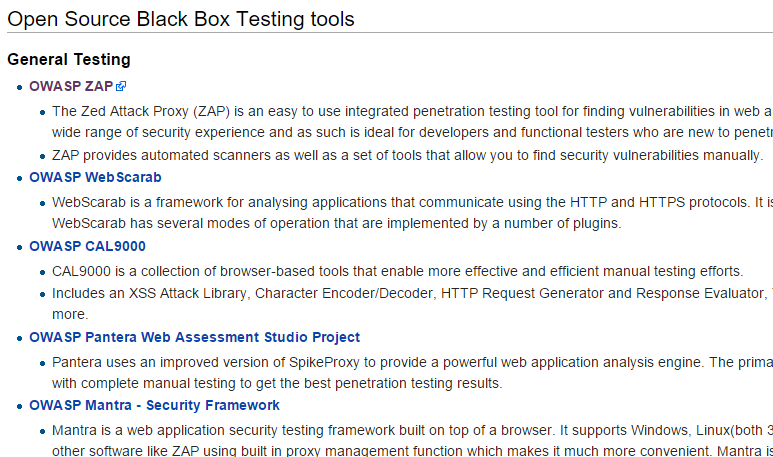 Open Source Black Box Testing tools
General Testing
OWASP ZAP
The Zed Attack Proxy (ZAP) is an easy to use integrated penetration testing tool for finding vulnerabilities in web a
wide range of security experience and as such is ideal for developers and functional testers who are new to penet
ZAP provides automated scanners as well as a set of tools that allow you to find security vulnerabilities manually.
OWASP WebScarab
WebScarab is a framework for analysing applications that communicate using the HTTP and HTTPS protocols. It is
WebScarab has several modes of operation that are implemented by a number of plugins.
OWASP CAL9000
CAL9000 is a collection of browser-based tools that enable more effective and efficient manual testing efforts.
Includes an XSS Attack Library, Character Encoder/Decoder, HTTP Request Generator and Response Evaluator,
more.
OWASP Pantera Web Assessment Studio Project
Pantera uses an improved version of SpikeProxy to provide a powerful web application analysis engine. The prima
with complete manual testing to get the best penetration testing results.
OWASP Mantra - Security Framework
Mantra is a web application security testing framework built on top of a browser. It supports Windows, Linux(both 3
other software like ZAP using built in proxy management function which makes it much more convenient. Mantra is